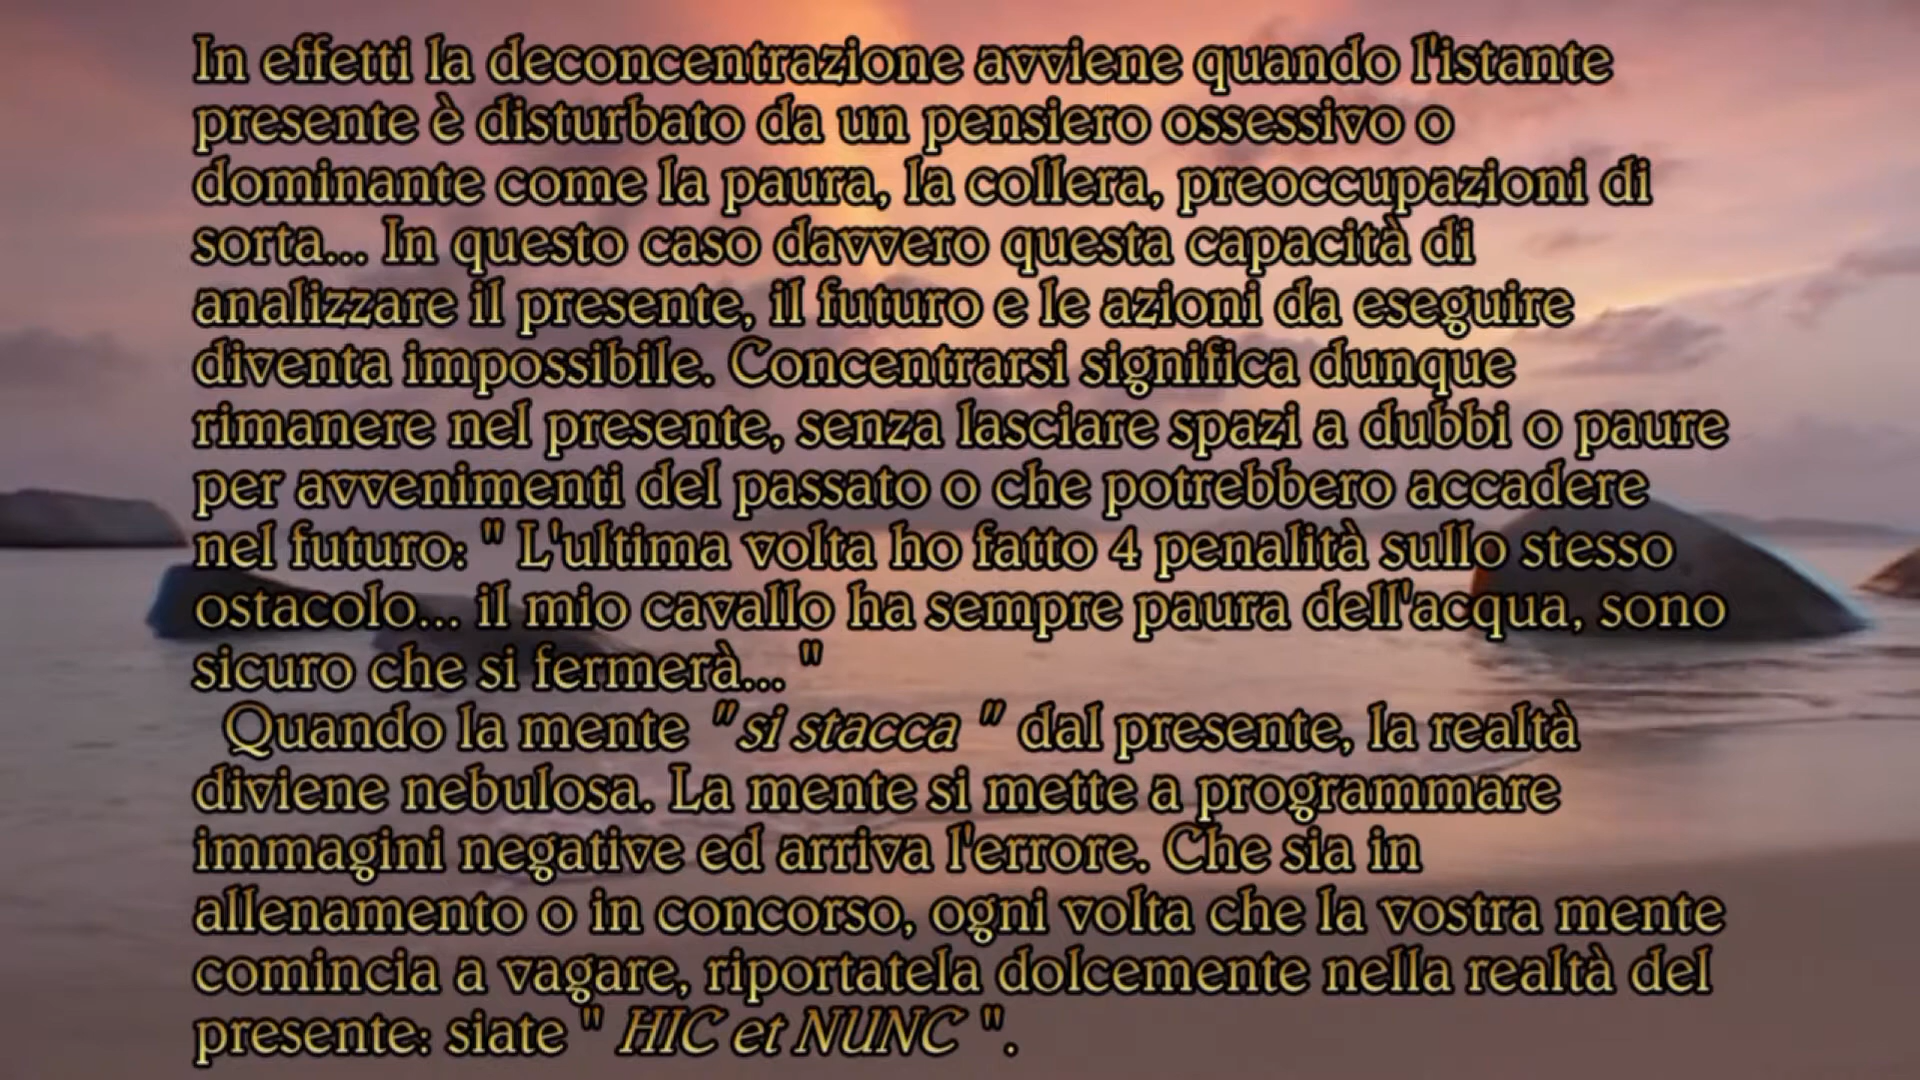 In effetti la deconcentrazione avviene quando l'istante
presente è disturbato da un pensiero ossessivo o
dominante come la paura, la collera, preoccupazioni di
sorta... In questo caso davvero questa capacità di
analizzare il presente, il futuro e le azioni da eseguire
diventa impossibile. Concentrarsi significa dunque
rimanere nel presente, senza lasciare spazi a dubbi o paure
per avvenimenti del passato o che potrebbero accadere
nel futuro: " L'ultima volta ho fatto 4 penalità sullo stesso
ostacolo... il mio cavallo ha sempre paura dell'acqua, sono
sicuro che si fermerà... "
Quando la mente "si stacca " dal presente, la realtà
diviene nebulosa. La mente si mette a programmare
immagini negative ed arriva l'errore. Che sia in
allenamento o in concorso, ogni volta che la vostra mente
comincia a vagare, riportatela dolcemente nella realtà del
presente: siate " HIC et NUNC ".